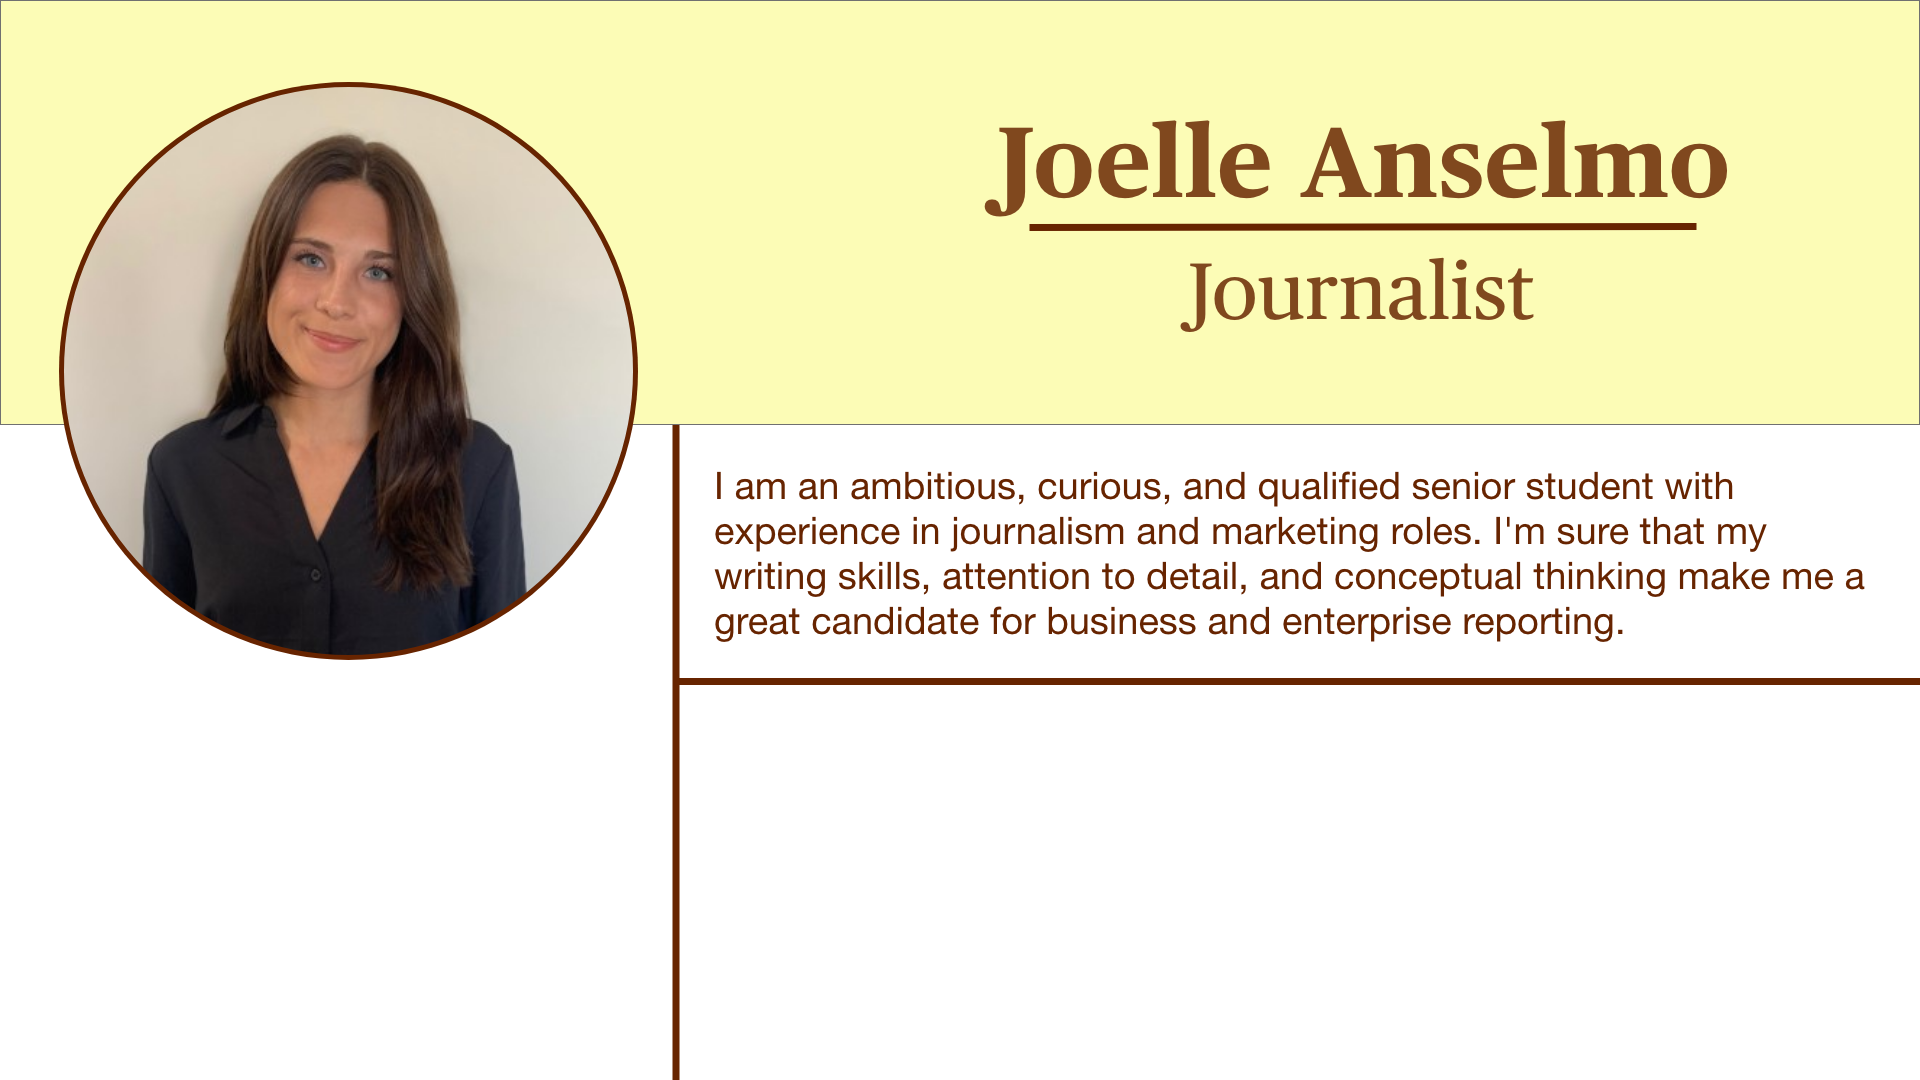 Joelle Anselmo
Journalist
I am an ambitious, curious, and qualified senior student with
experience in journalism and marketing roles. I'm sure that my
writing skills, attention to detail, and conceptual thinking make me a
great candidate for business and enterprise reporting.